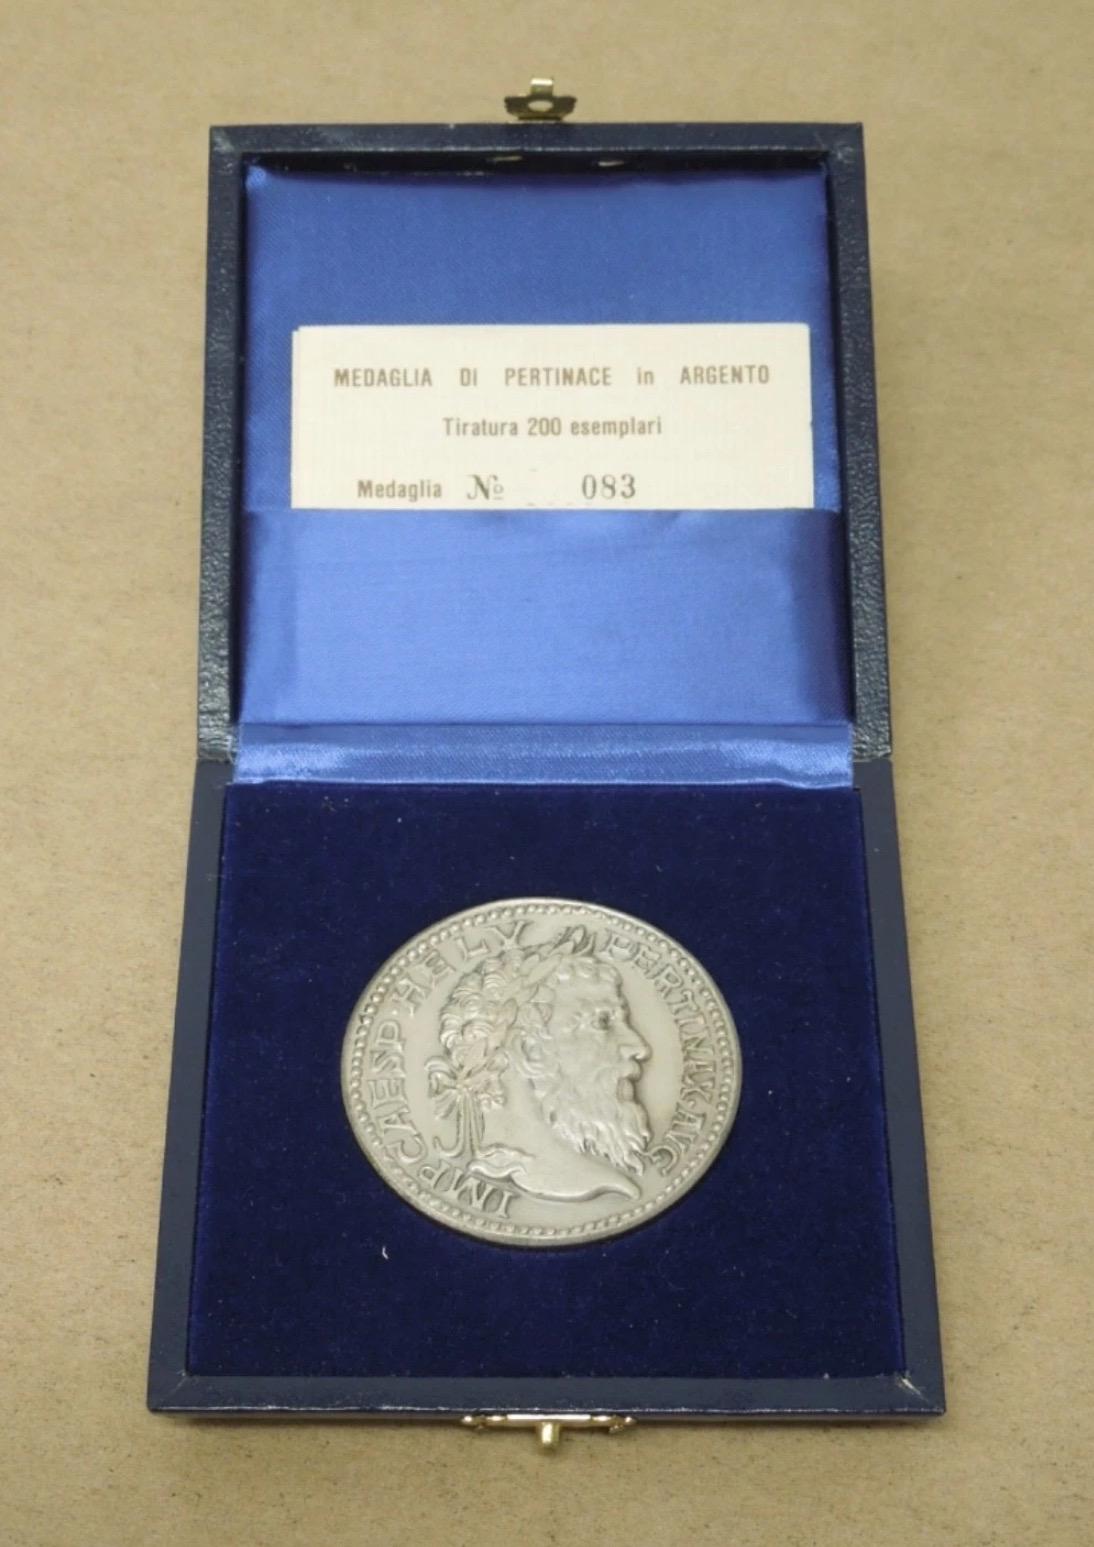 MEDAGLIA DI PERTINACE in ARGENTO
Tiratura 200 esemplari
Medaglia № 083
IMP CAES P HELV PERTINAX AVG